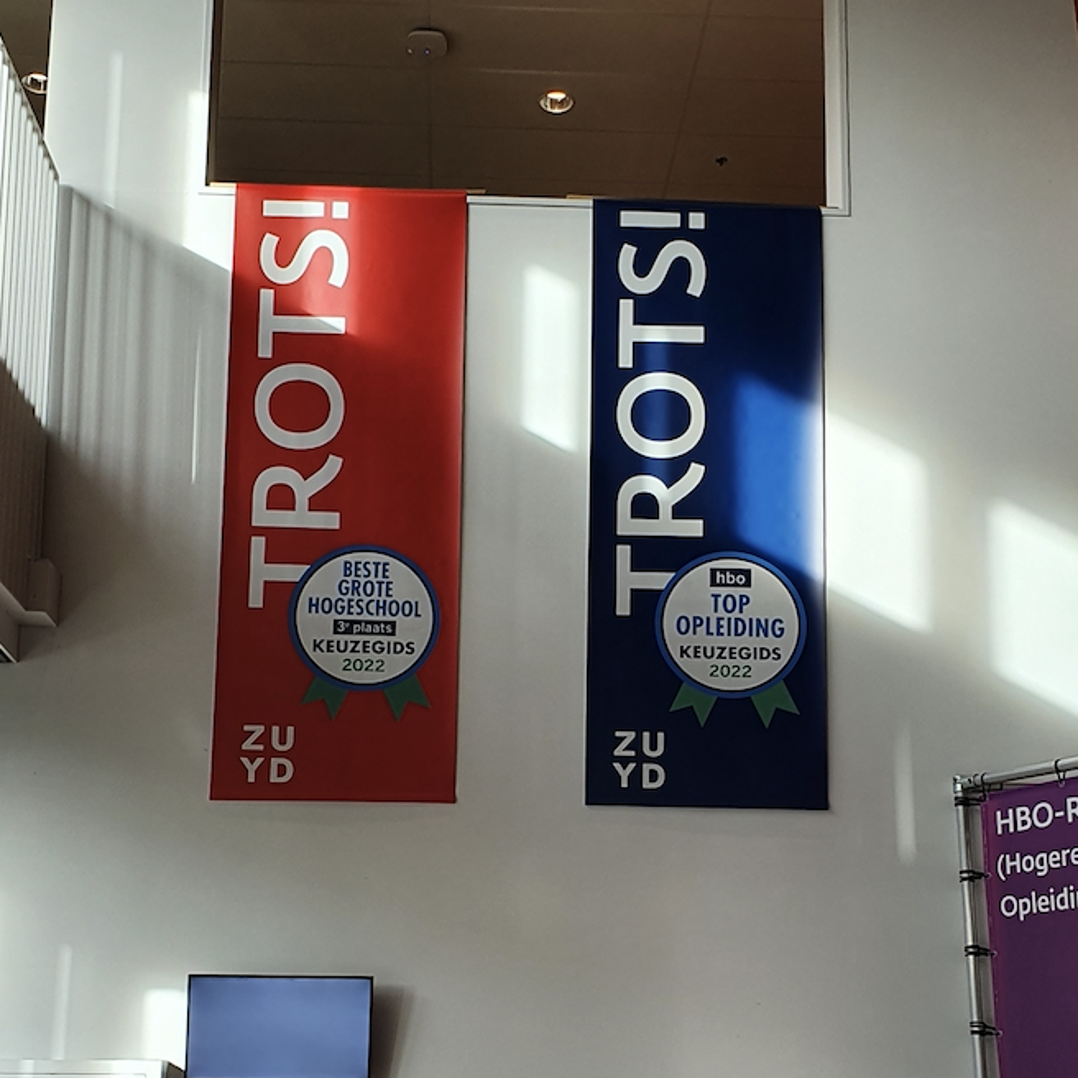 TROTS!
BESTE
GROTE
HOGESCHOOL
3e plaats
KEUZEGIDS
2022
ZU
YD
TROTS!
hbo
TOP
OPLEIDING
KEUZEGIDS
2022
ZU
YD
HBO-R
(Hogere
Opleidin